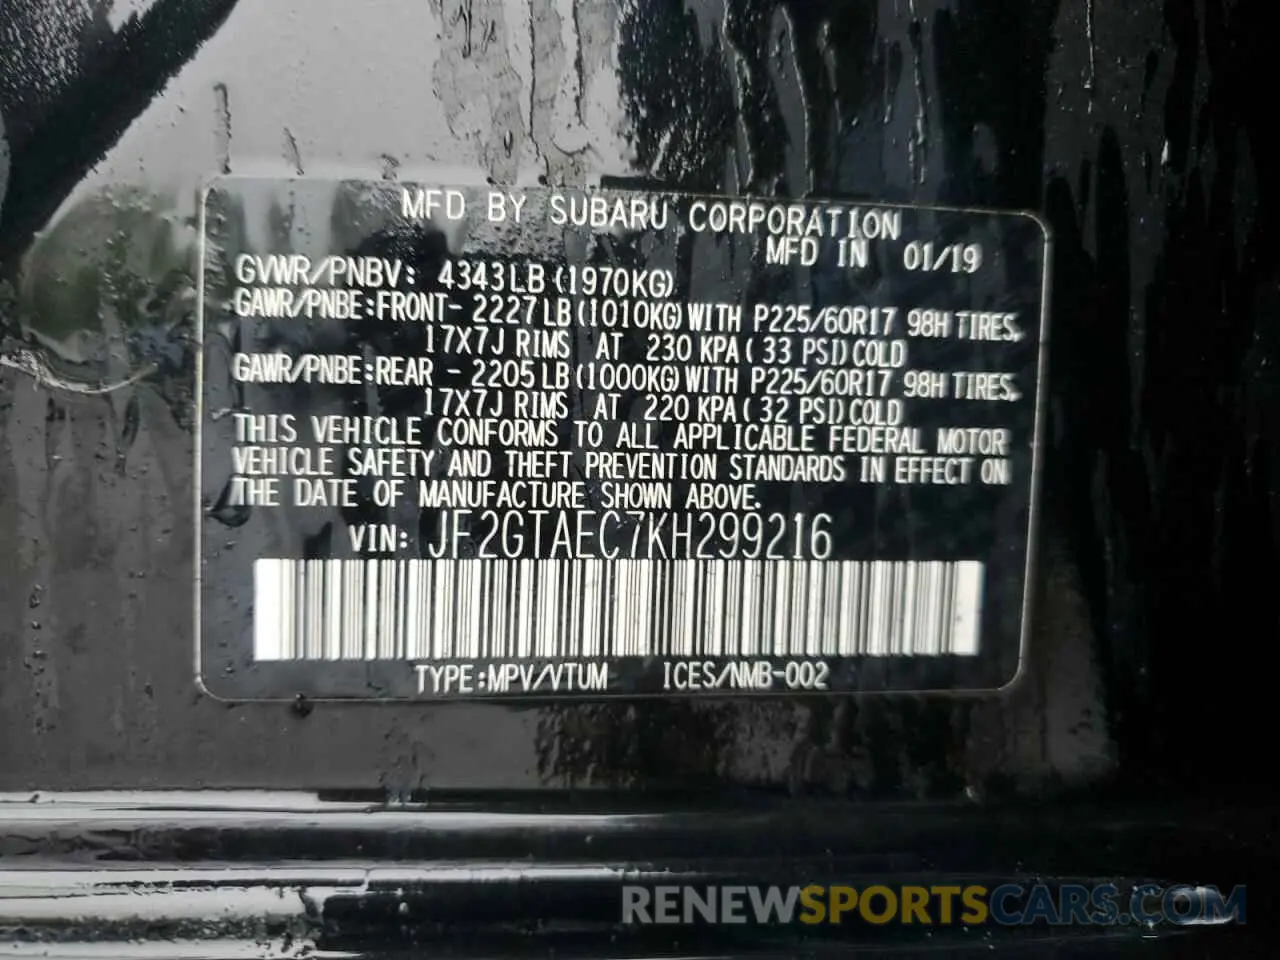 MFD BY SUBARU CORPORATION
MFD IN 01/19
GVWR/PNBV: 4343LB (1970KG)
GAWR/PNBE:FRONT- 2227LB (1010KG) WITH P225/60R17 98H TIRES,
17X7J RIMS AT 230 KPA (33 PSI) COLD
GAWR/PNBE:REAR - 2205LB (1000KG) WITH P225/60R17 98H TIRES,
17X7J RIMS AT 220 KPA (32 PSI) COLD
THIS VEHICLE CONFORMS TO ALL APPLICABLE FEDERAL MOTOR
VEHICLE SAFETY AND THEFT PREVENTION STANDARDS IN EFFECT ON
THE DATE OF MANUFACTURE SHOWN ABOVE.
VIN: JF2GTAEC7KH299216
TYPE:MPV/VTUM ICES/NMB-002
RENEWSPORTSCARS.COM